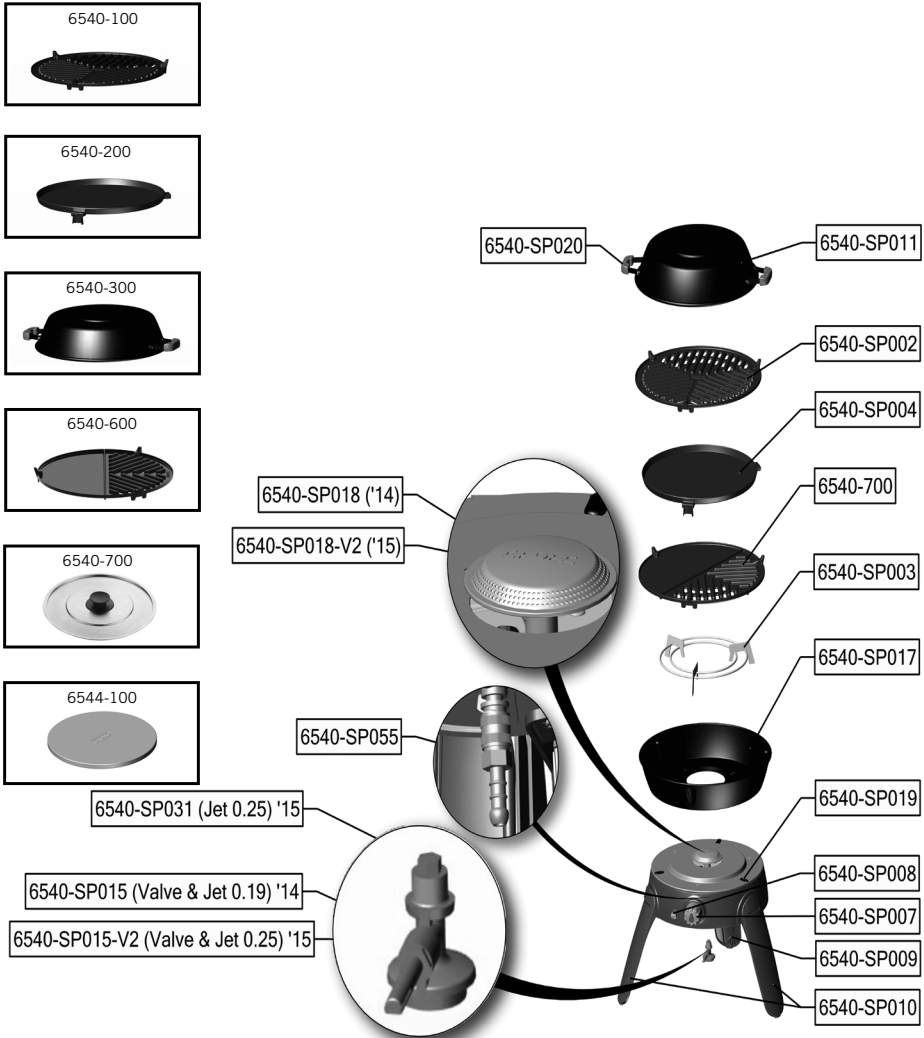 6540-100
6540-200
6540-300
6540-600
6540-700
6544-100
6540-SP020
6540-SP011
6540-SP002
6540-SP004
6540-SP018 ('14)
6540-SP018-V2 ('15)
6540-700
6540-SP003
6540-SP017
6540-SP055
6540-SP031 (Jet 0.25) '15
6540-SP015 (Valve & Jet 0.19) '14
6540-SP015-V2 (Valve & Jet 0.25) '15
6540-SP019
6540-SP008
6540-SP007
6540-SP009
6540-SP010